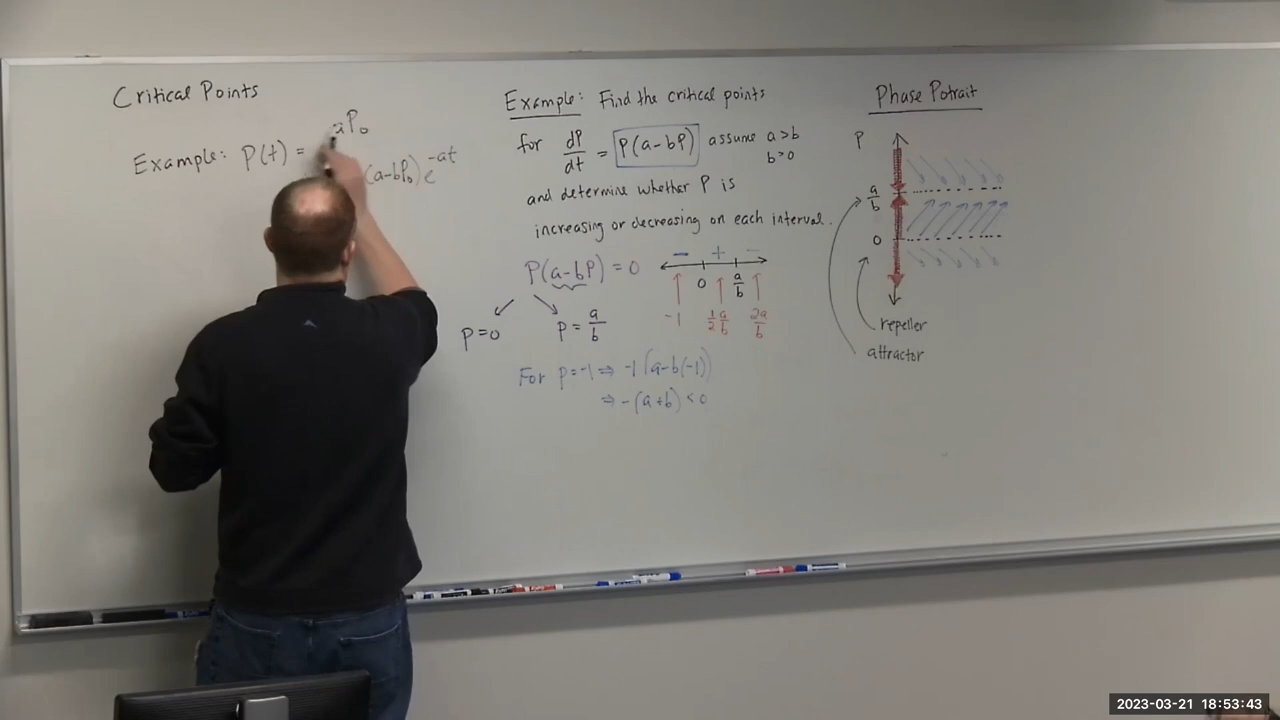 Critical Points
Example: P(t) =
aP₀
(a-bP₀) e^-at
Example: Find the critical points
for dP/dt = P(a-bP) assume a>b
b>0
and determine whether P is
increasing or decreasing on each interval.
P(a-bP) = 0
P=0
P = a/b
- + -
0 a/b
-1 1/2 a/b 2a/b
For P=-1 ⇒ -1(a-b(-1))
⇒ -(a+b) < 0
Phase Potrait
P
a/b
0
repeller
attractor
2023-03-21 18:53:43